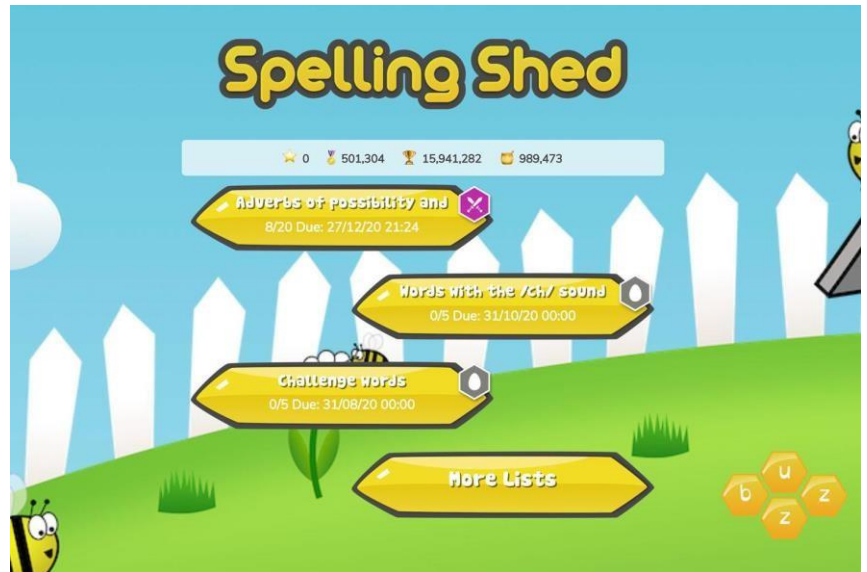 Spelling Shed
0 501,304 15,941,282 989,473
Adverbs of possibility and
8/20 Due: 27/12/20 21:24
Words with the /ch/ sound
0/5 Due: 31/10/20 00:00
Challenge words
0/5 Due: 31/08/20 00:00
More Lists
b u z z